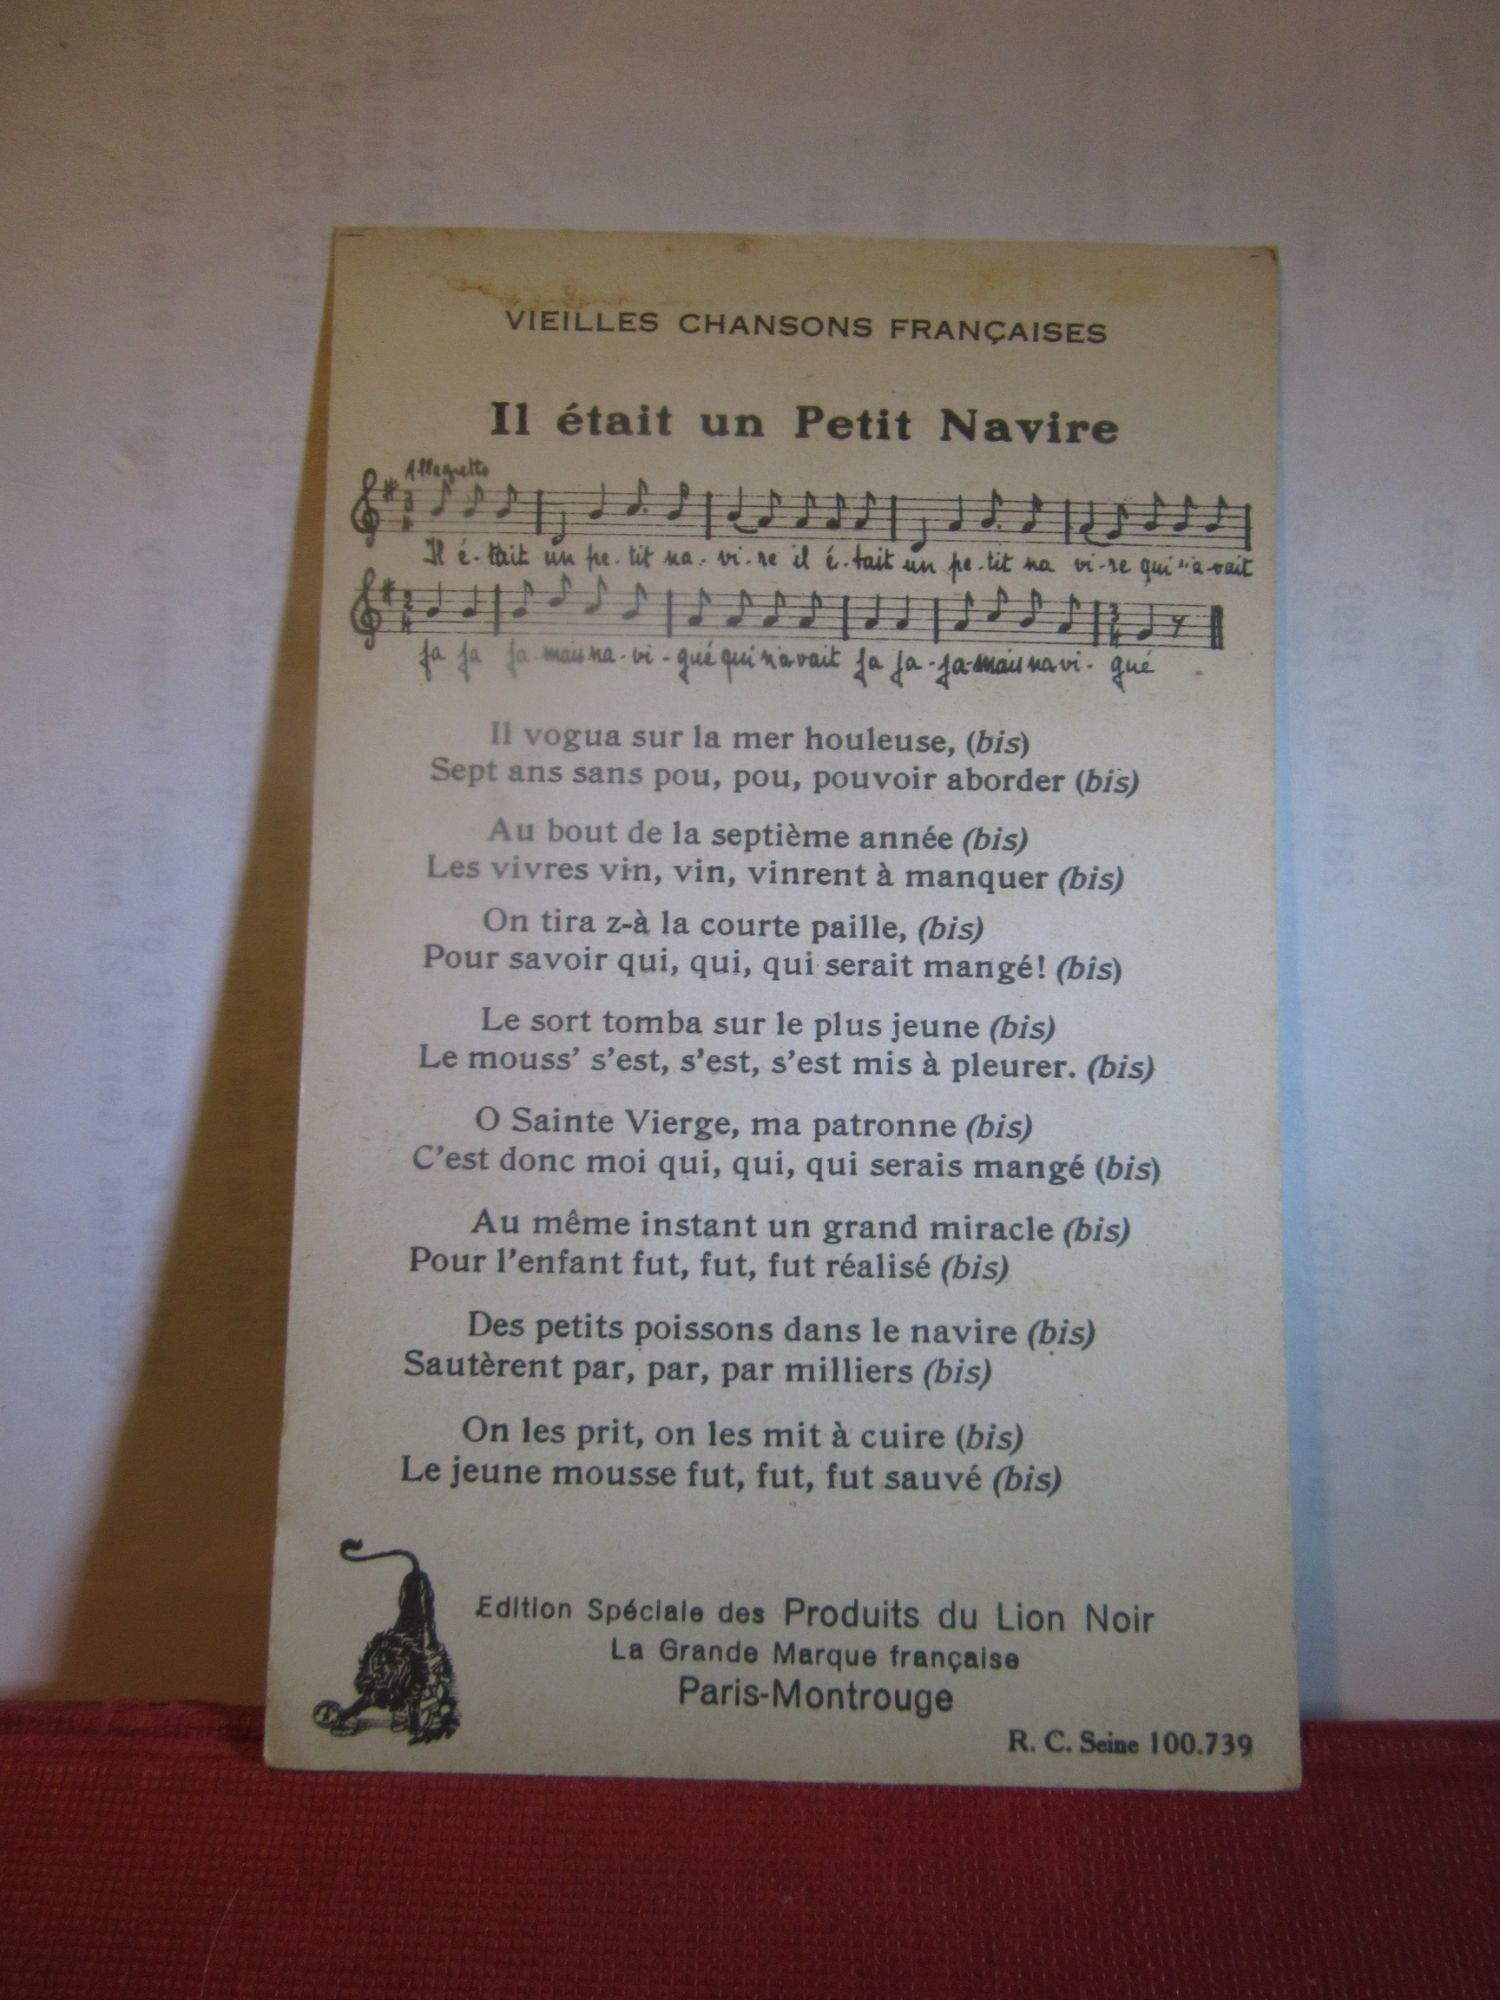 VIEILLES CHANSONS FRANÇAISES
Il était un Petit Navire
Allegretto
Il é-tait un pe-tit na-vi-re il é-tait un pe-tit na vi-re qui n'a-vait
ja ja ja mais na-vi-gué qui n'avait ja ja-ja-mais na vi-gué
Il vogua sur la mer houleuse, (bis)
Sept ans sans pou, pou, pouvoir aborder (bis)
Au bout de la septième année (bis)
Les vivres vin, vin, vinrent à manquer (bis)
On tira z-à la courte paille, (bis)
Pour savoir qui, qui, qui serait mangé! (bis)
Le sort tomba sur le plus jeune (bis)
Le mouss' s'est, s'est, s'est mis à pleurer. (bis)
O Sainte Vierge, ma patronne (bis)
C'est donc moi qui, qui, qui serais mangé (bis)
Au même instant un grand miracle (bis)
Pour l'enfant fut, fut, fut réalisé (bis)
Des petits poissons dans le navire (bis)
Sautèrent par, par, par milliers (bis)
On les prit, on les mit à cuire (bis)
Le jeune mousse fut, fut, fut sauvé (bis)
Edition Spéciale des Produits du Lion Noir
La Grande Marque française
Paris-Montrouge
R. C. Seine 100.739